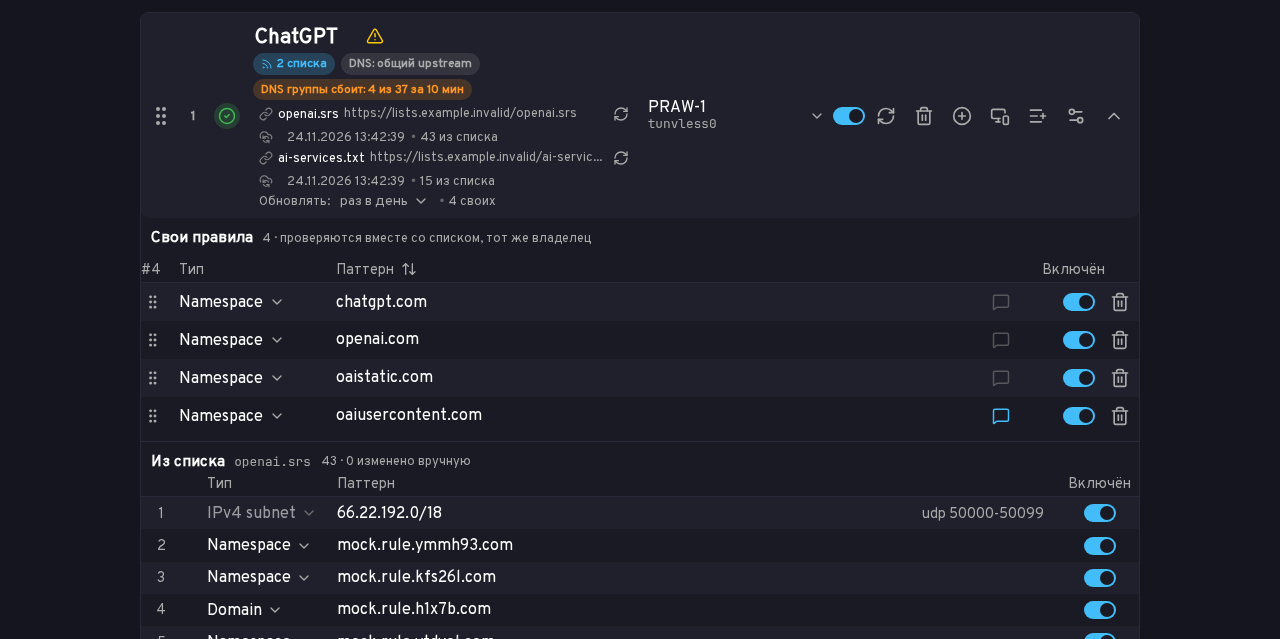 ChatGPT
2 списка DNS: общий upstream
DNS группы сбоит: 4 из 37 за 10 мин
1
openai.srs https://lists.example.invalid/openai.srs
24.11.2026 13:42:39 • 43 из списка
ai-services.txt https://lists.example.invalid/ai-servic...
24.11.2026 13:42:39 • 15 из списка
Обновлять: раз в день • 4 своих
PRAW-1
tunvless0
Свои правила 4 · проверяются вместе со списком, тот же владелец
#4 Тип Паттерн Включён
Namespace chatgpt.com
Namespace openai.com
Namespace oaistatic.com
Namespace oaiusercontent.com
Из списка openai.srs 43 · 0 изменено вручную
Тип Паттерн Включён
1 IPv4 subnet 66.22.192.0/18 udp 50000-50099
2 Namespace mock.rule.ymmh93.com
3 Namespace mock.rule.kfs26l.com
4 Domain mock.rule.h1x7b.com